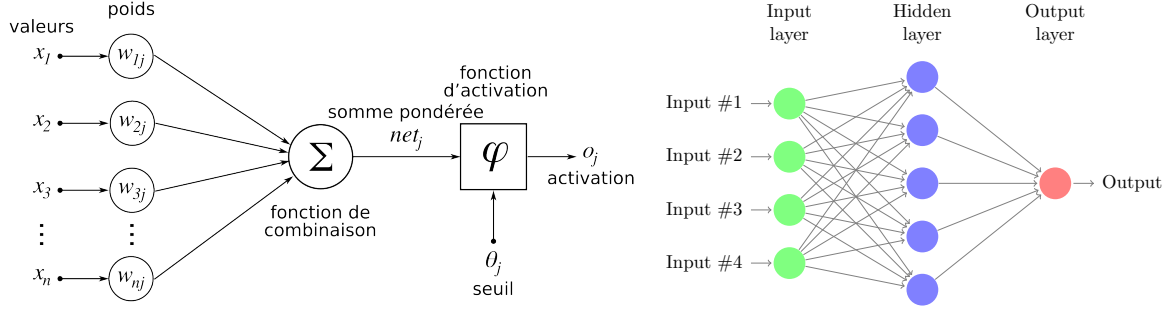 poids
valeurs
x1 w1j
x2 w2j
x3 w3j
⋮ ⋮
xn wnj
Σ
fonction de
combinaison
somme pondérée
netj
fonction
d’activation
φ
oj
activation
θj
seuil
Input
layer
Hidden
layer
Output
layer
Input #1
Input #2
Input #3
Input #4
Output